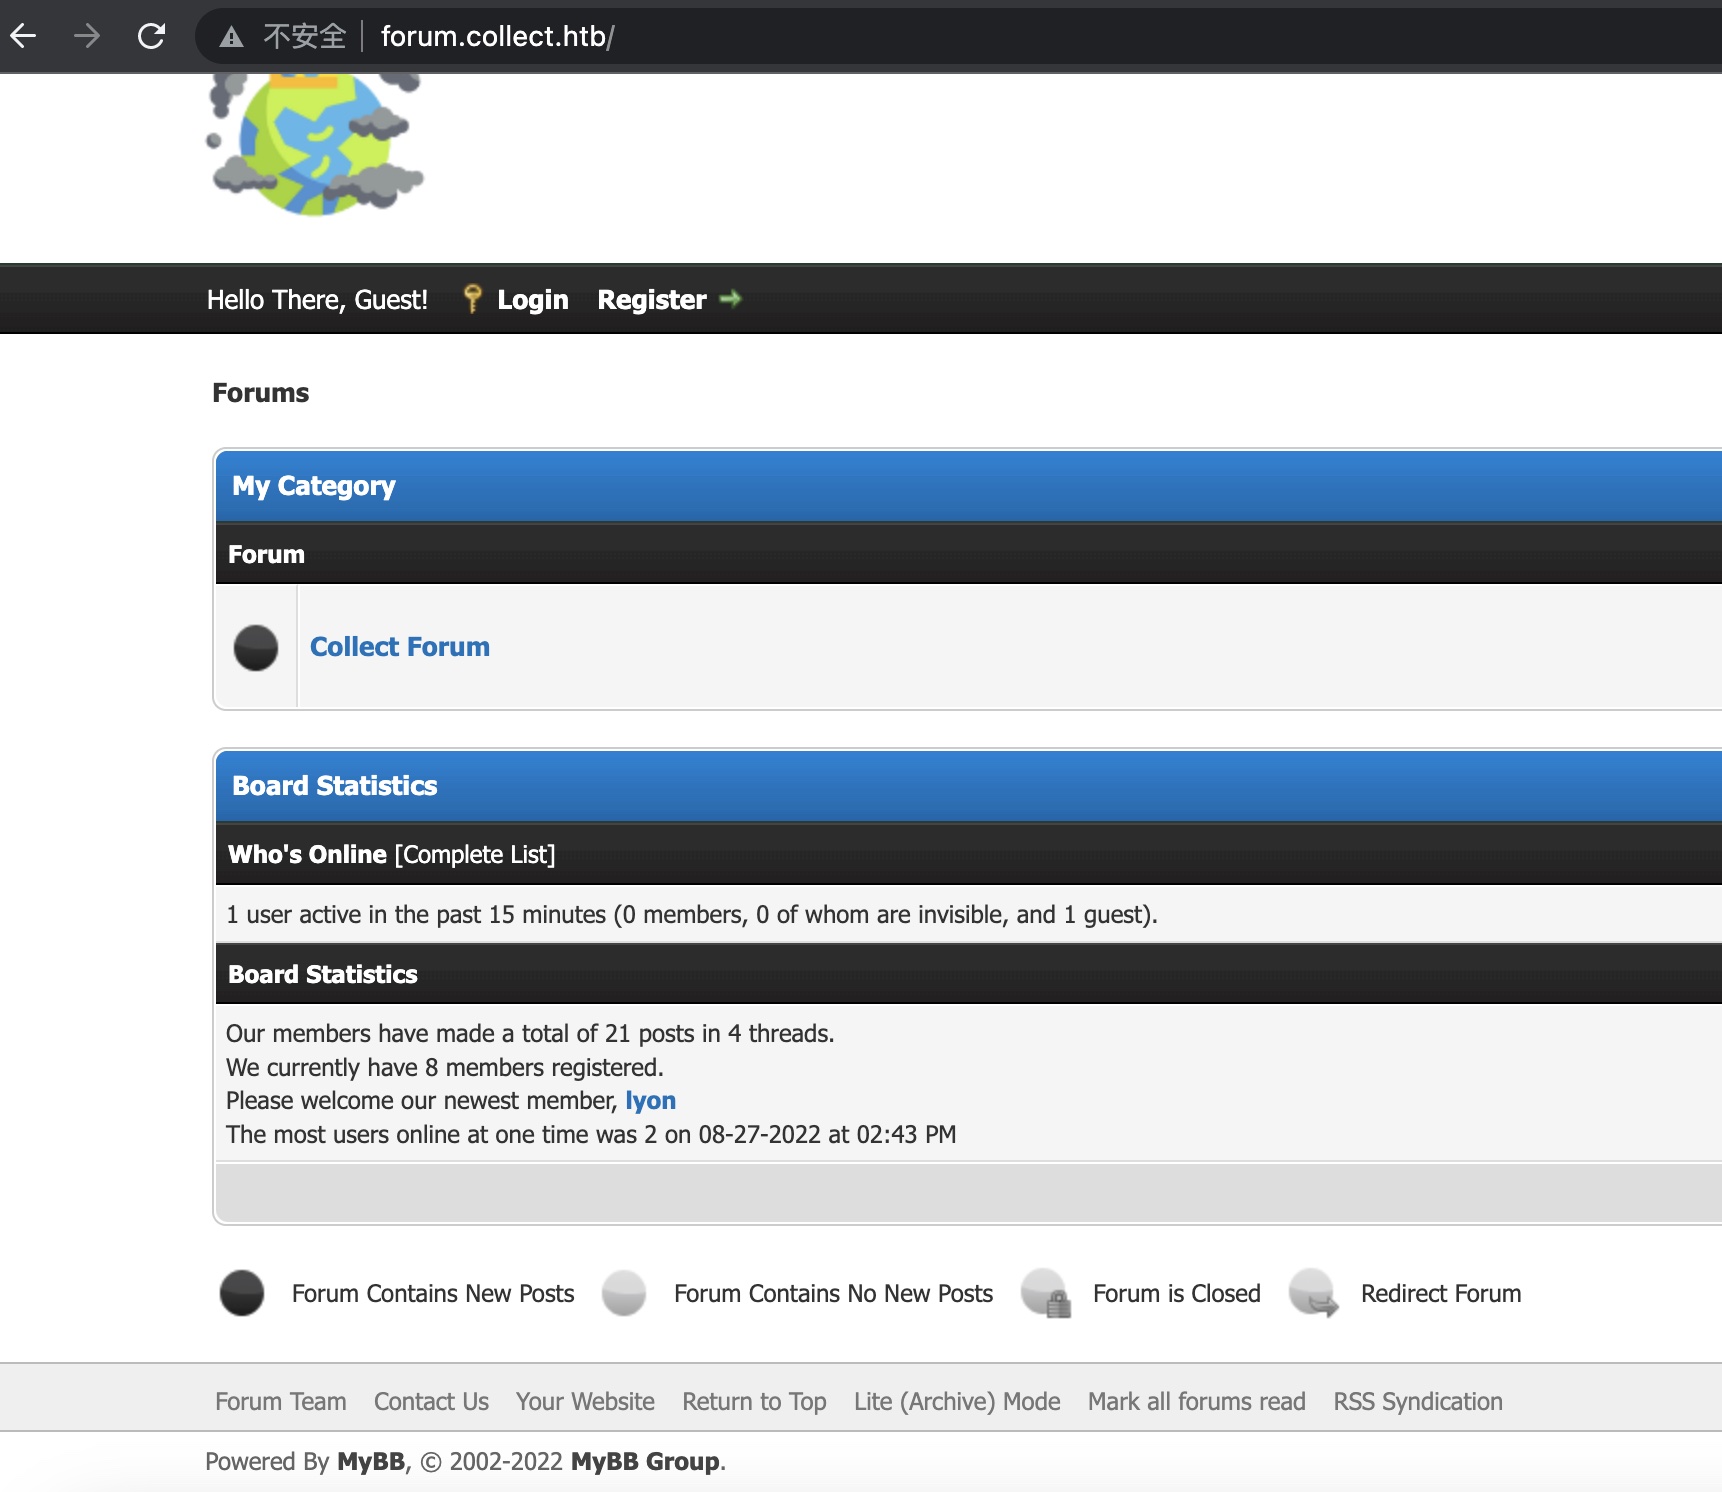 不安全 forum.collect.htb/
Hello There, Guest! Login Register
Forums
My Category
Forum
Collect Forum
Board Statistics
Who's Online [Complete List]
1 user active in the past 15 minutes (0 members, 0 of whom are invisible, and 1 guest).
Board Statistics
Our members have made a total of 21 posts in 4 threads.
We currently have 8 members registered.
Please welcome our newest member, lyon
The most users online at one time was 2 on 08-27-2022 at 02:43 PM
Forum Contains New Posts Forum Contains No New Posts Forum is Closed Redirect Forum
Forum Team Contact Us Your Website Return to Top Lite (Archive) Mode Mark all forums read RSS Syndication
Powered By MyBB, © 2002-2022 MyBB Group.